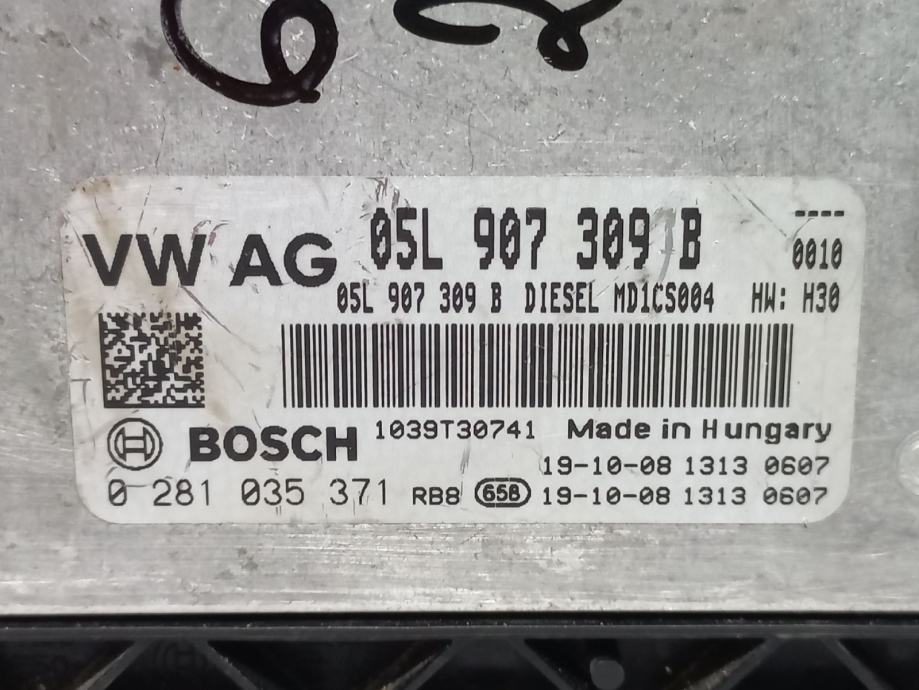 VW AG 05L 907 309 B ----
0010
05L 907 309 B DIESEL MD1CS004 HW: H30
BOSCH 1039T30741 Made in Hungary
19-10-08 1313 0607
0 281 035 371 RB8 658 19-10-08 1313 0607